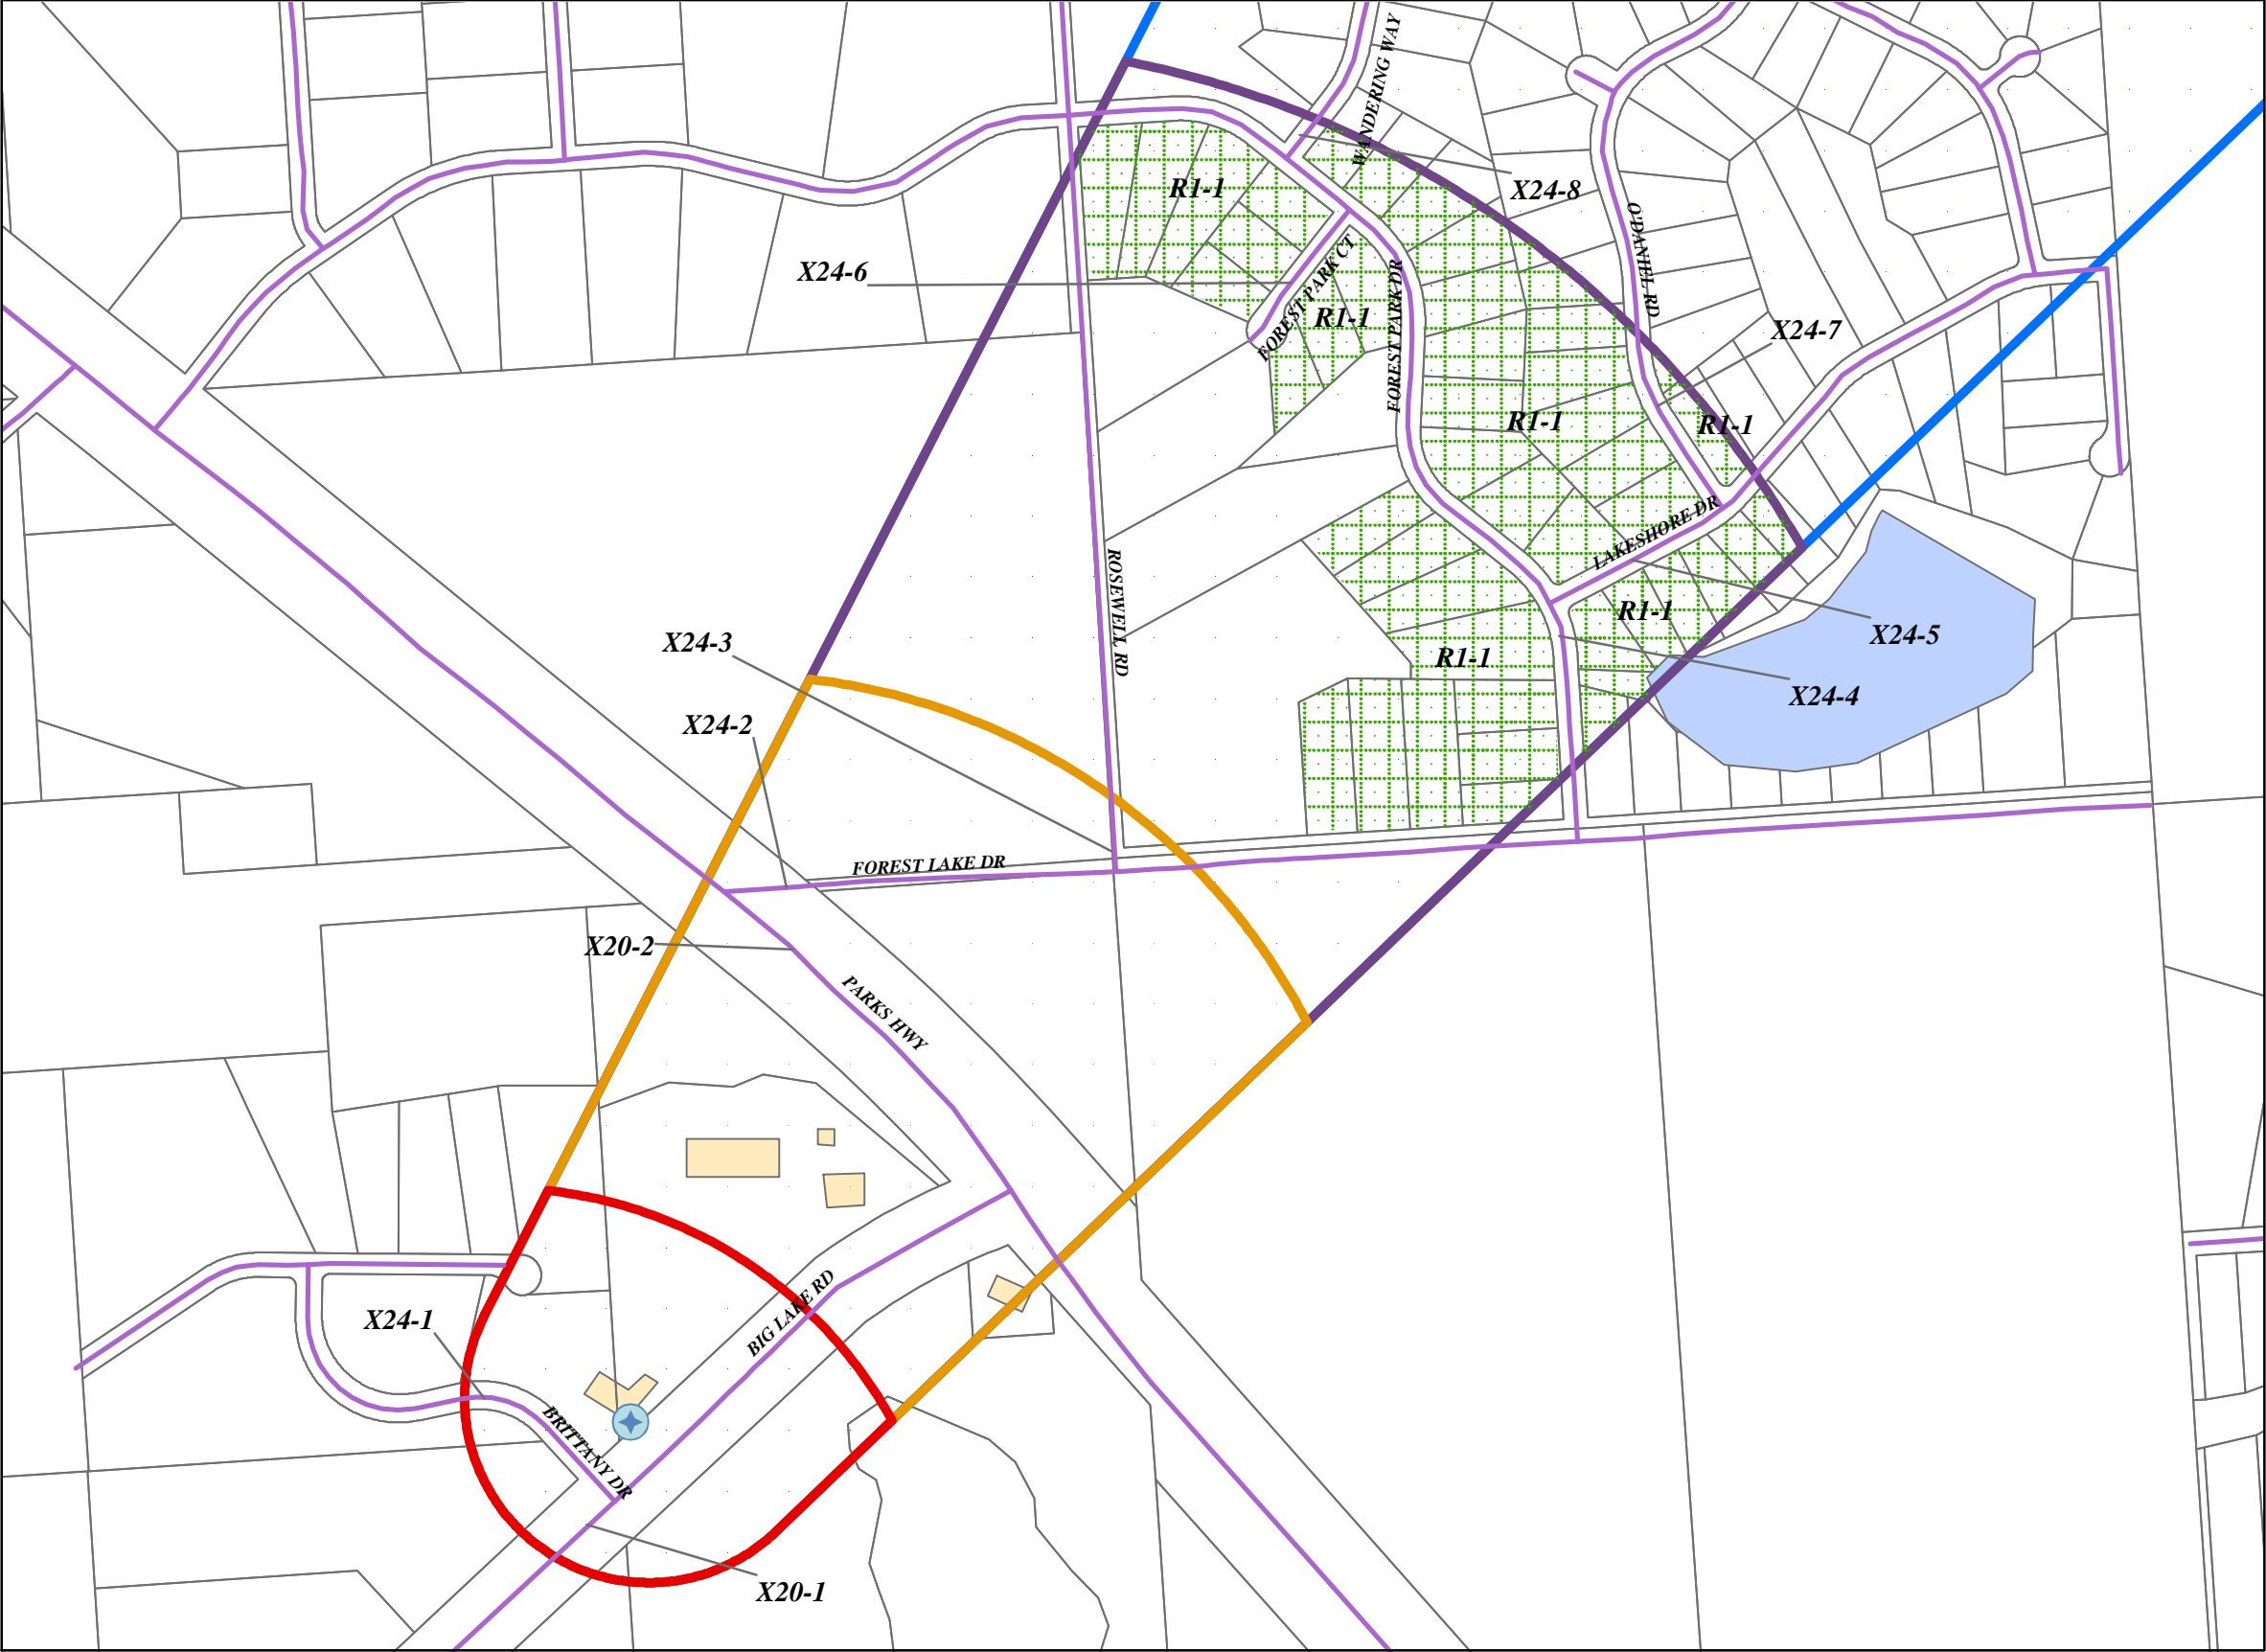 WANDERING WAY
R1-1
X24-8
O'DANIEL RD
X24-6
FOREST PARK CT
FOREST PARK DR
R1-1
X24-7
R1-1
R1-1
LAKESHORE DR
ROSEWELL RD
R1-1
X24-5
X24-3
R1-1
X24-4
X24-2
FOREST LAKE DR
X20-2
PARKS HWY
BIG LAKE RD
X24-1
BRITTANY DR
X20-1